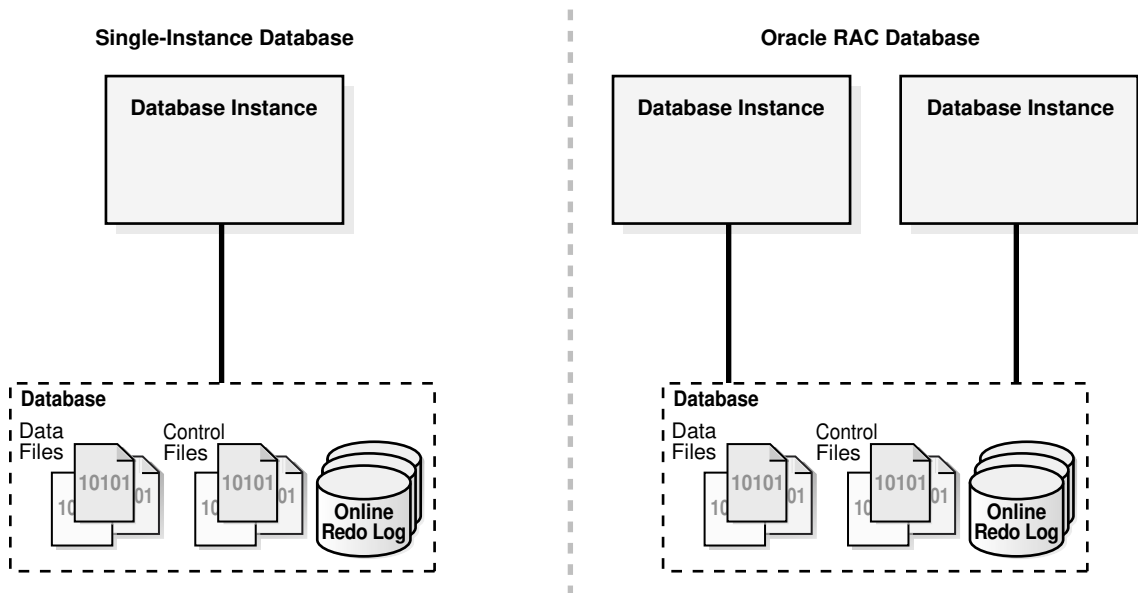 Single-Instance Database
Database Instance
Database
Data
Files
10101
10
01
Control
Files
10101
10
01
Online
Redo Log
Oracle RAC Database
Database Instance
Database Instance
Database
Data
Files
10101
10
01
Control
Files
10101
10
01
Online
Redo Log